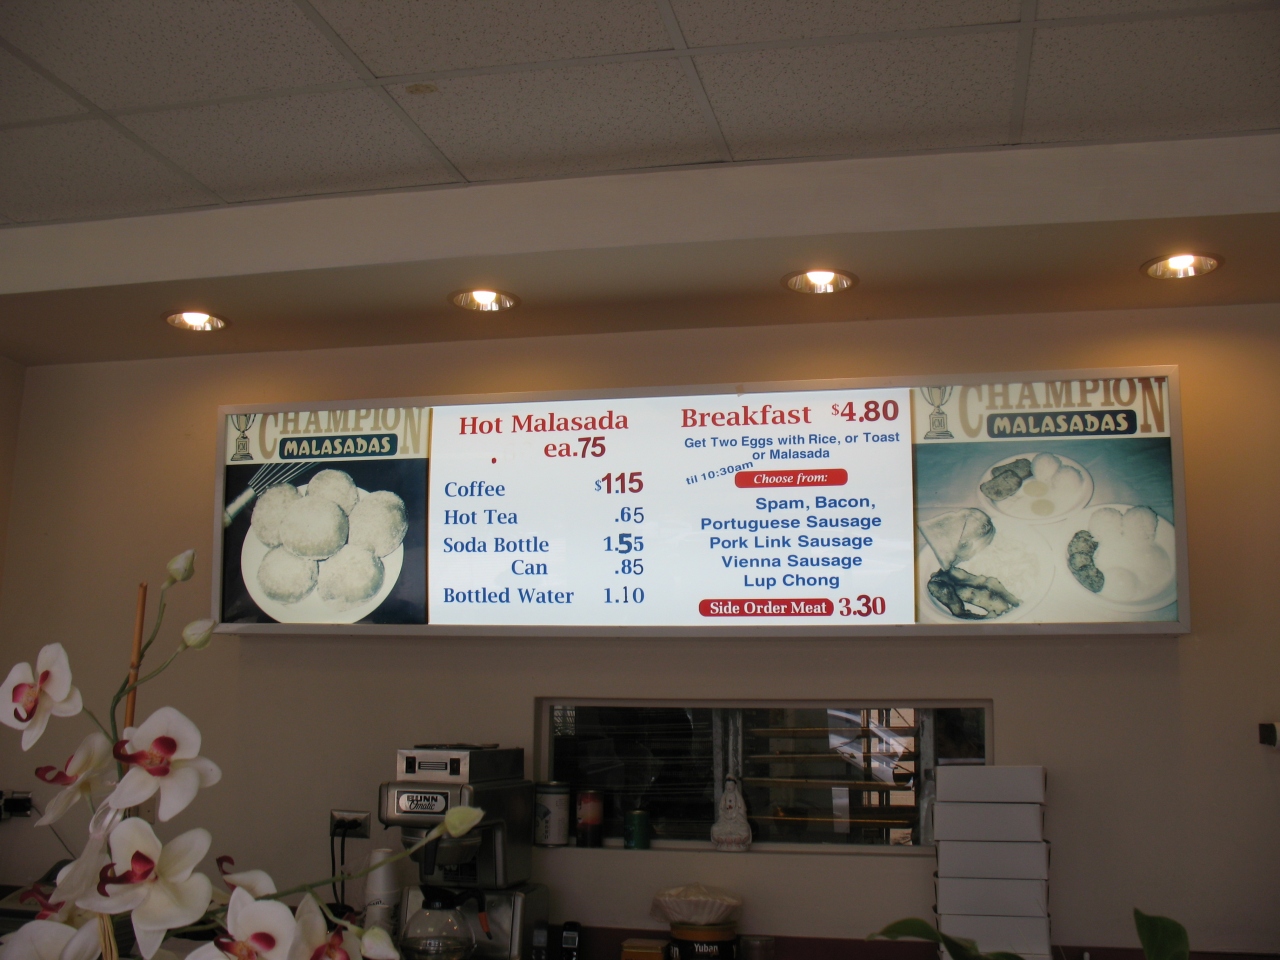 CHAMPION
MALASADAS
Hot Malasada
ea.75
Coffee $1.15
Hot Tea .65
Soda Bottle 1.55
Can .85
Bottled Water 1.10
Breakfast $4.80
Get Two Eggs with Rice, or Toast
or Malasada
til 10:30am
Choose from:
Spam, Bacon,
Portuguese Sausage
Pork Link Sausage
Vienna Sausage
Lup Chong
Side Order Meat 3.30
CHAMPION
MALASADAS
BUNN
Omatic
Yuban